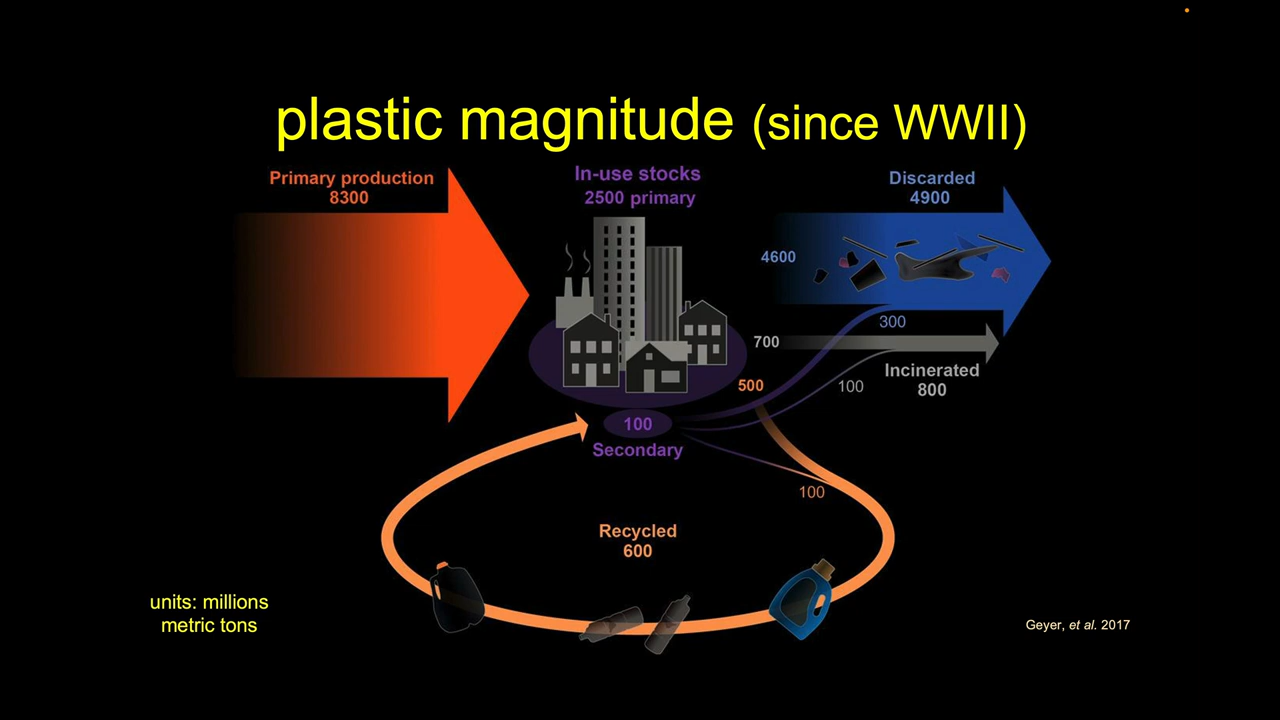 plastic magnitude (since WWII)
Primary production
8300
In-use stocks
2500 primary
Discarded
4900
4600
300
700
500
100
Incinerated
800
100
Secondary
100
Recycled
600
units: millions
metric tons
Geyer, et al. 2017